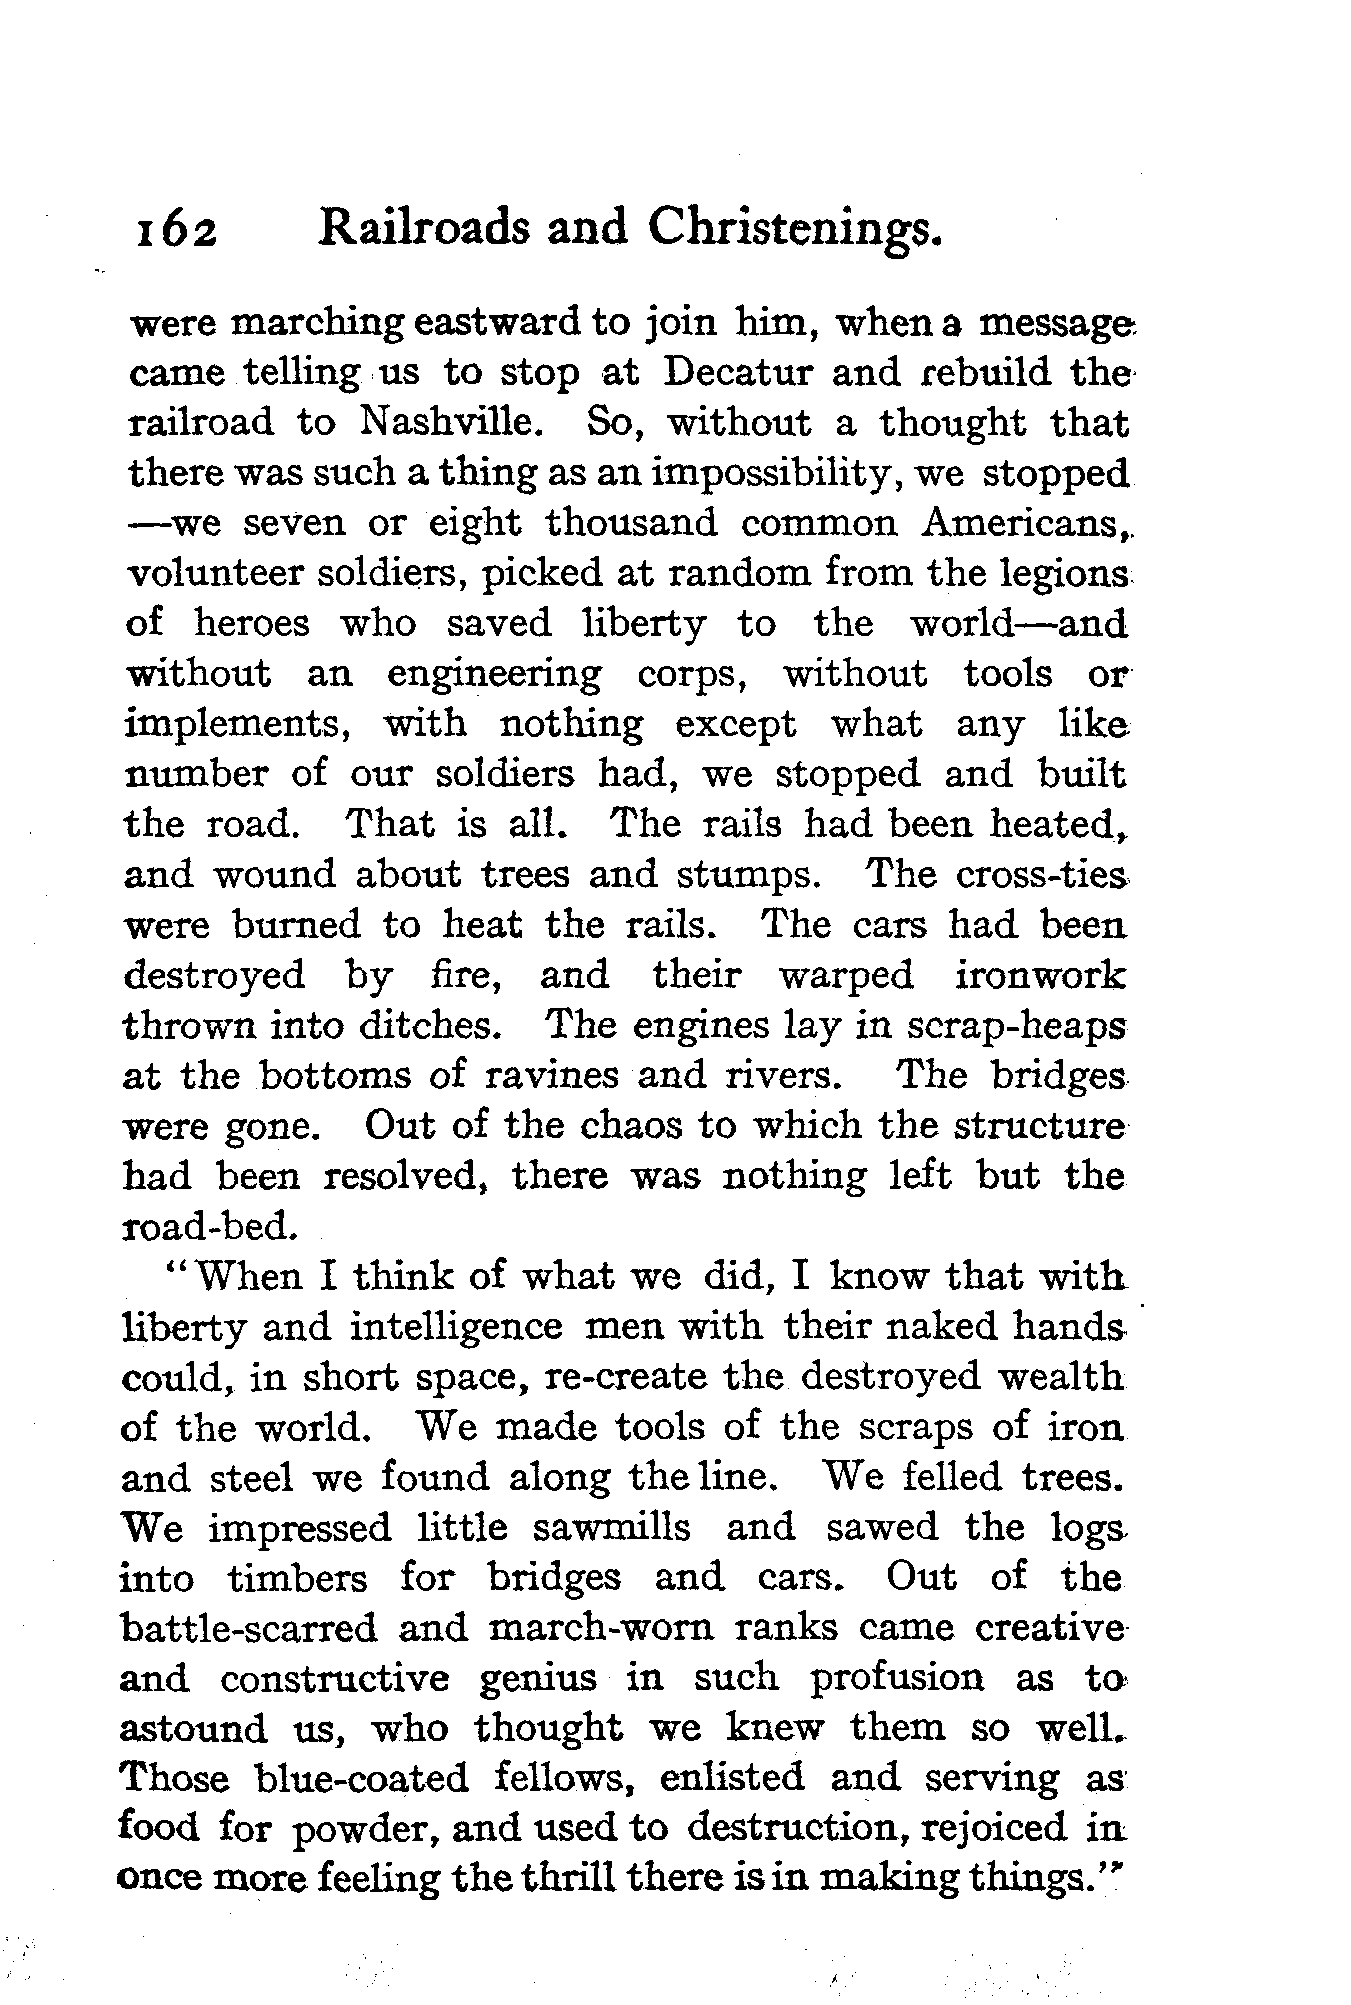 162 Railroads and Christenings.
were marching eastward to join him, when a message
came telling us to stop at Decatur and rebuild the
railroad to Nashville. So, without a thought that
there was such a thing as an impossibility, we stopped
—we seven or eight thousand common Americans,
volunteer soldiers, picked at random from the legions
of heroes who saved liberty to the world—and
without an engineering corps, without tools or
implements, with nothing except what any like
number of our soldiers had, we stopped and built
the road. That is all. The rails had been heated,
and wound about trees and stumps. The cross-ties
were burned to heat the rails. The cars had been
destroyed by fire, and their warped ironwork
thrown into ditches. The engines lay in scrap-heaps
at the bottoms of ravines and rivers. The bridges
were gone. Out of the chaos to which the structure
had been resolved, there was nothing left but the
road-bed.
“When I think of what we did, I know that with
liberty and intelligence men with their naked hands
could, in short space, re-create the destroyed wealth
of the world. We made tools of the scraps of iron
and steel we found along the line. We felled trees.
We impressed little sawmills and sawed the logs
into timbers for bridges and cars. Out of the
battle-scarred and march-worn ranks came creative
and constructive genius in such profusion as to
astound us, who thought we knew them so well.
Those blue-coated fellows, enlisted and serving as
food for powder, and used to destruction, rejoiced in
once more feeling the thrill there is in making things.”